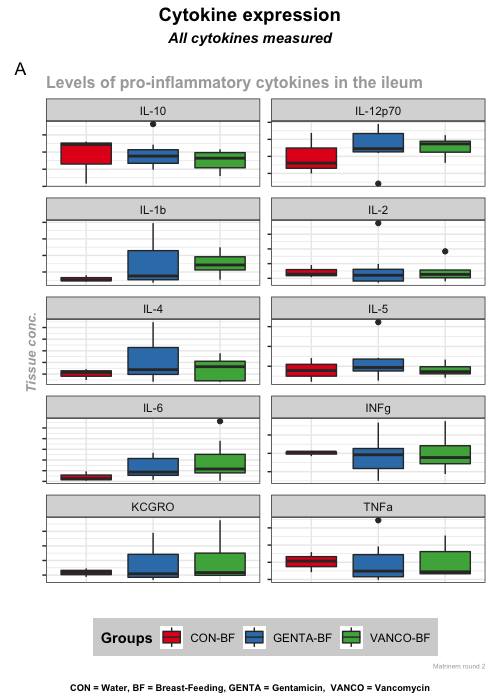 Cytokine expression
All cytokines measured
A
Levels of pro-inflammatory cytokines in the ileum
IL-10
IL-12p70
IL-1b
IL-2
IL-4
IL-5
IL-6
INFg
KCGRO
TNFa
Tissue conc.
Groups CON-BF GENTA-BF VANCO-BF
Matrinem round 2
CON = Water, BF = Breast-Feeding, GENTA = Gentamicin, VANCO = Vancomycin